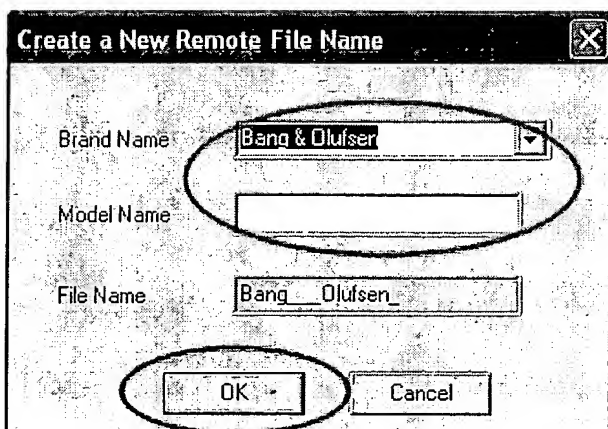 Create a New Remote File Name
Brand Name
Bang & Olufsen
Model Name
File Name
Bang___Olufsen_
OK
Cancel